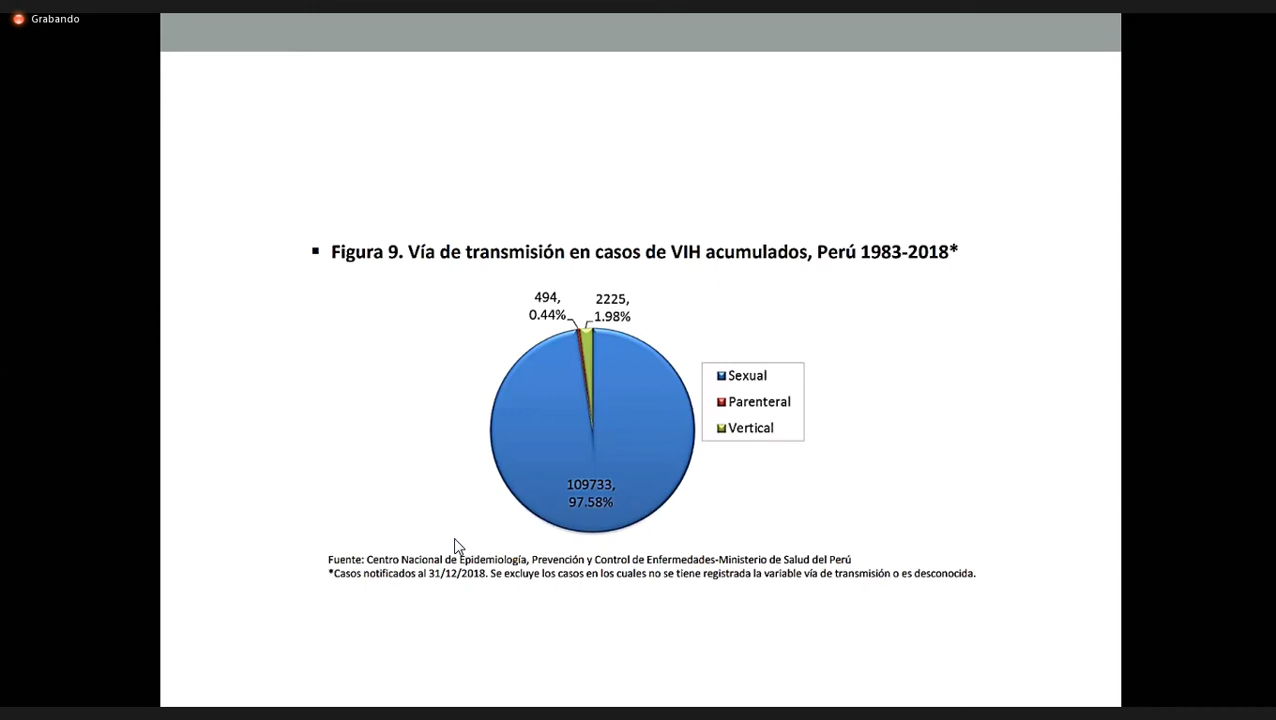 Grabando
▪ Figura 9. Vía de transmisión en casos de VIH acumulados, Perú 1983-2018*
494,
0.44%
2225,
1.98%
Sexual
Parenteral
Vertical
109733,
97.58%
Fuente: Centro Nacional de Epidemiología, Prevención y Control de Enfermedades-Ministerio de Salud del Perú
*Casos notificados al 31/12/2018. Se excluye los casos en los cuales no se tiene registrada la variable vía de transmisión o es desconocida.